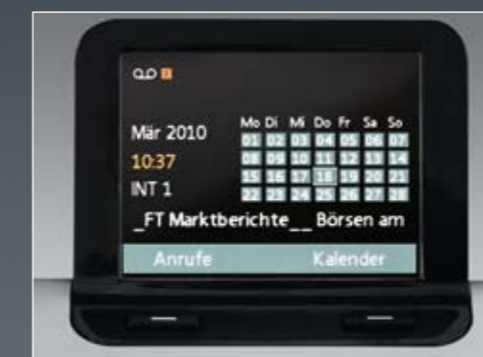 Mär 2010
10:37
INT 1
Mo Di Mi Do Fr Sa So
01 02 03 04 05 06 07
08 09 10 11 12 13 14
15 16 17 18 19 20 21
22 23 24 25 26 27 28
_FT Marktberichte__ Börsen am
Anrufe Kalender